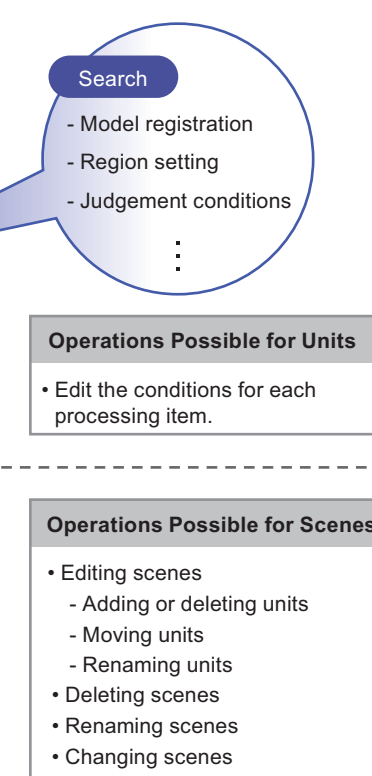 Search
- Model registration
- Region setting
- Judgement conditions
Operations Possible for Units
• Edit the conditions for each
processing item.
Operations Possible for Scenes
• Editing scenes
- Adding or deleting units
- Moving units
- Renaming units
• Deleting scenes
• Renaming scenes
• Changing scenes